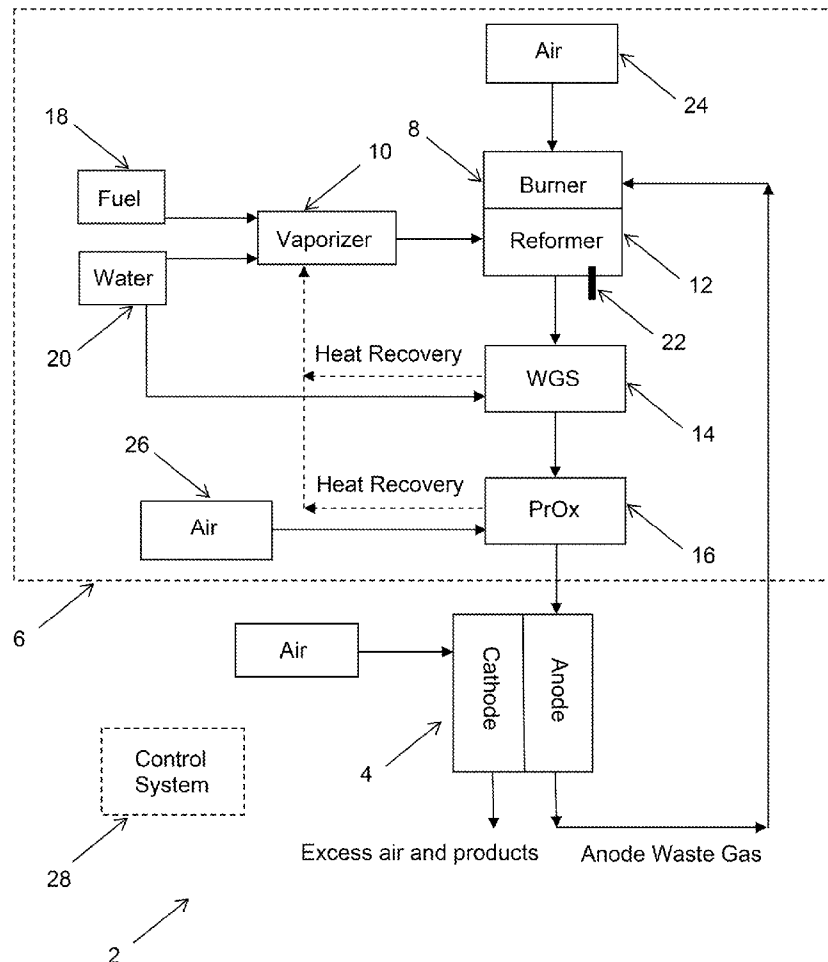 Air
24
18
8
10
Fuel
Burner
Vaporizer
Reformer
Water
12
20
22
Heat Recovery
WGS
14
26
Heat Recovery
PrOx
Air
16
6
Air
Cathode
Anode
4
Control
System
Excess air and products
Anode Waste Gas
28
2